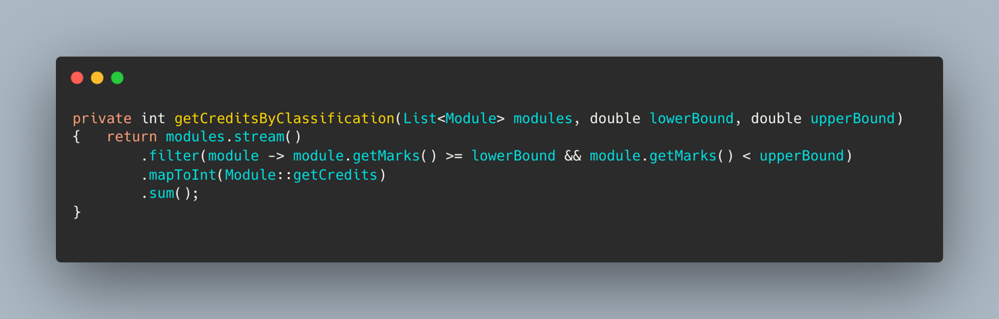 private int getCreditsByClassification(List<Module> modules, double lowerBound, double upperBound)
{   return modules.stream()
        .filter(module -> module.getMarks() >= lowerBound && module.getMarks() < upperBound)
        .mapToInt(Module::getCredits)
        .sum();
}